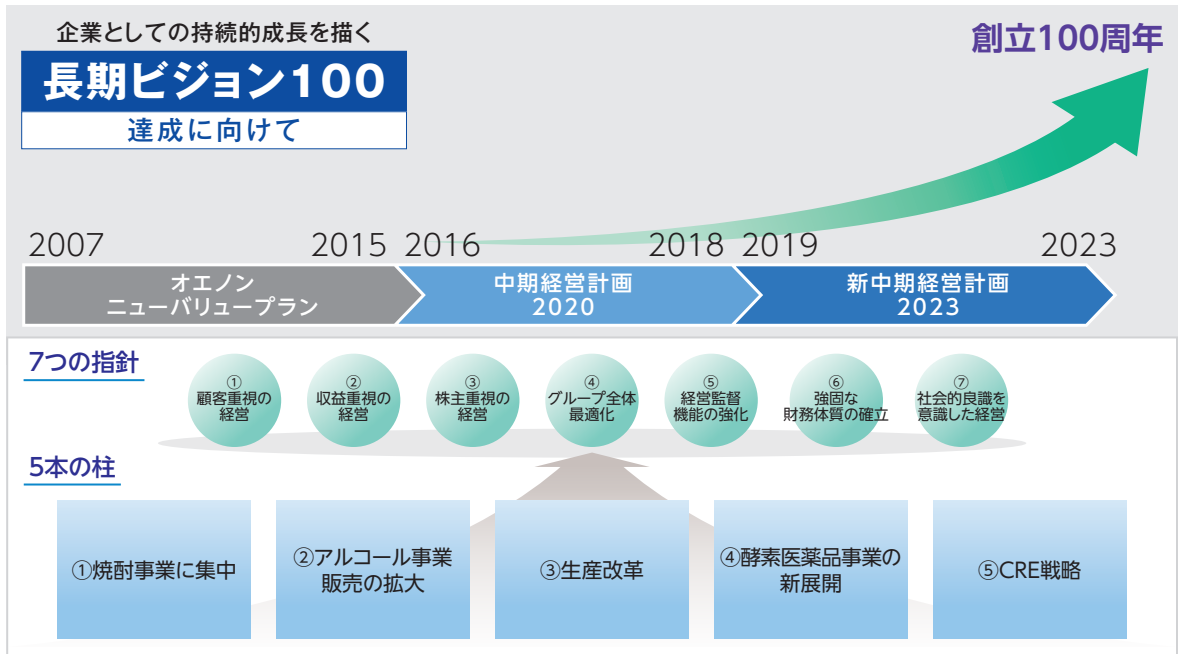 企業としての持続的成長を描く
長期ビジョン100
達成に向けて
創立100周年
2007
2015
2016
2018
2019
2023
オエノン
ニューバリュープラン
中期経営計画
2020
新中期経営計画
2023
7つの指針
①
顧客重視の
経営
②
収益重視の
経営
③
株主重視の
経営
④
グループ全体
最適化
⑤
経営監督
機能の強化
⑥
強固な
財務体質の確立
⑦
社会的良識を
意識した経営
5本の柱
①焼酎事業に集中
②アルコール事業
販売の拡大
③生産改革
④酵素医薬品事業の
新展開
⑤CRE戦略